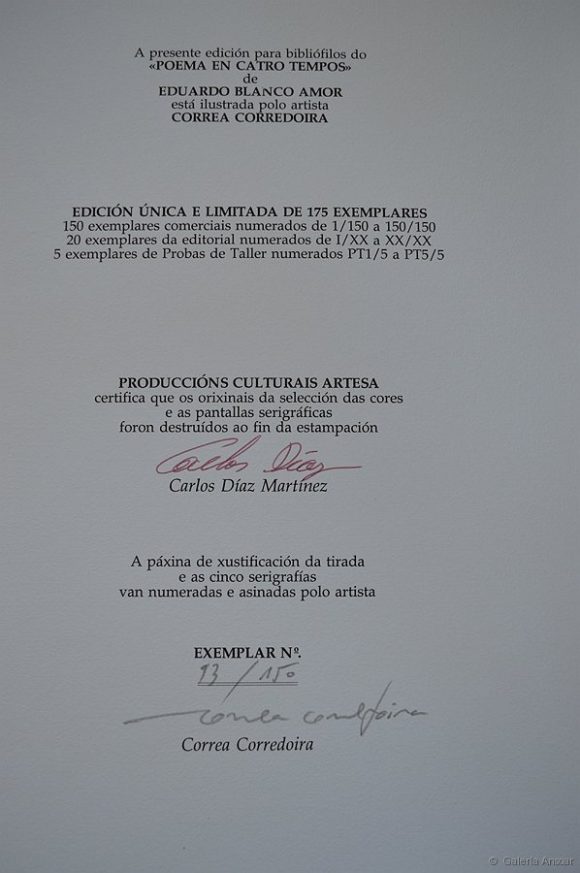 A presente edición para bibliófilos do
«POEMA EN CATRO TEMPOS»
de
EDUARDO BLANCO AMOR
está ilustrada polo artista
CORREA CORREDOIRA
EDICIÓN ÚNICA E LIMITADA DE 175 EXEMPLARES
150 exemplares comerciais numerados de 1/150 a 150/150
20 exemplares da editorial numerados de I/XX a XX/XX
5 exemplares de Probas de Taller numerados PT1/5 a PT5/5
PRODUCCIÓNS CULTURAIS ARTESA
certifica que os orixinais da selección das cores
e as pantallas serigráficas
foron destruídos ao fin da estampación
Carlos Díaz
Carlos Díaz Martínez
A páxina de xustificación da tirada
e as cinco serigrafías
van numeradas e asinadas polo artista
EXEMPLAR Nº.
93/150
correa corredoira
Correa Corredoira
© Galería